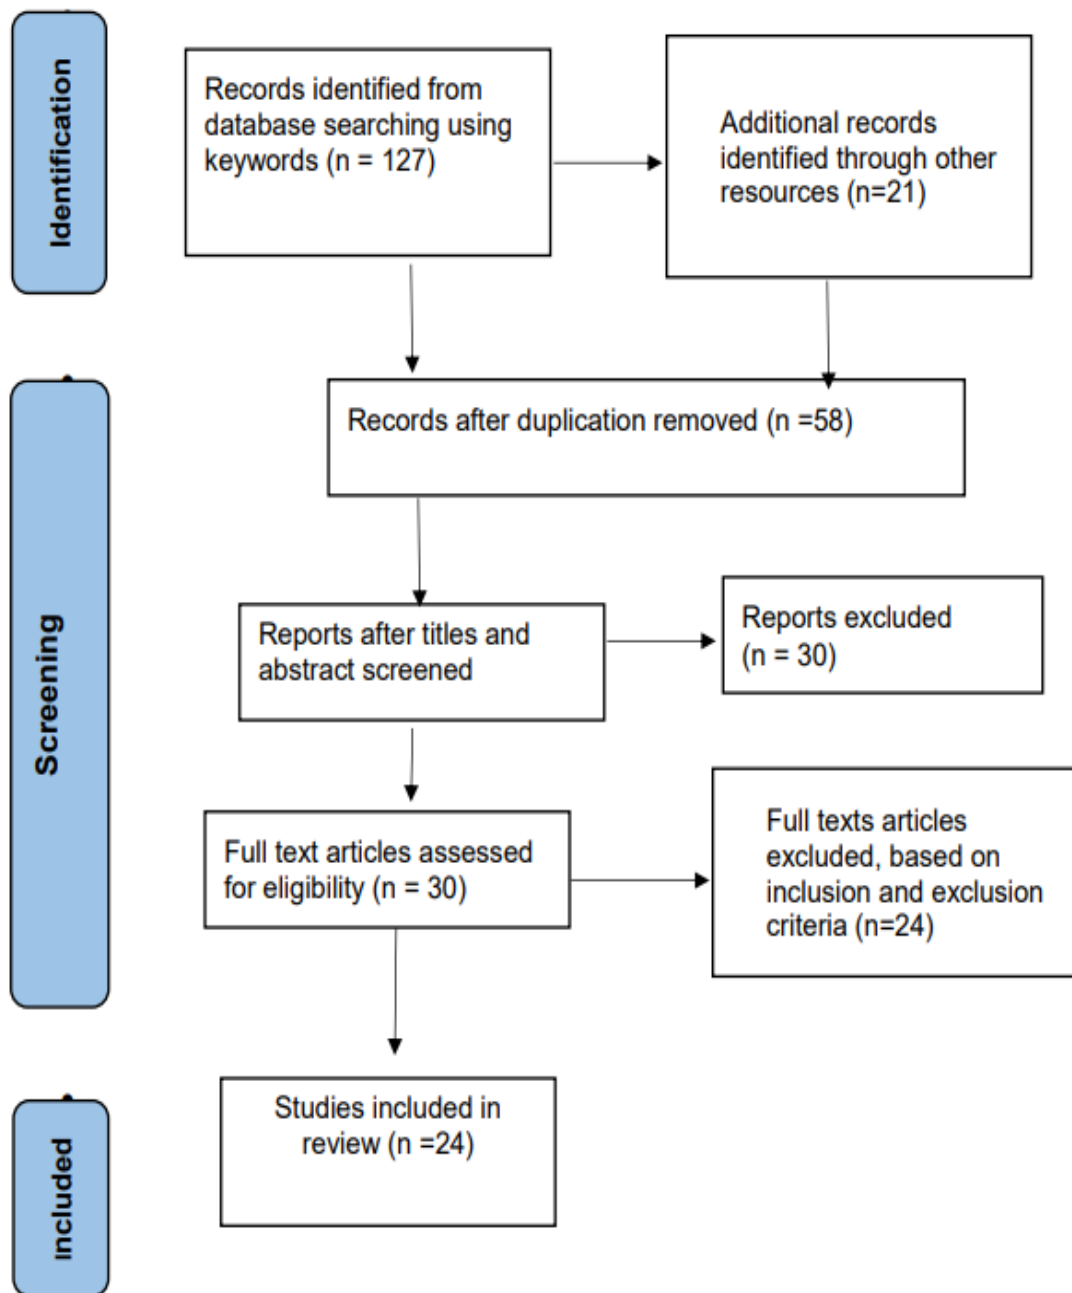 Identification
Records identified from
database searching using
keywords (n = 127)
Additional records
identified through other
resources (n=21)
Screening
Records after duplication removed (n =58)
Reports after titles and
abstract screened
Reports excluded
(n = 30)
Full text articles assessed
for eligibility (n = 30)
Full texts articles
excluded, based on
inclusion and exclusion
criteria (n=24)
Included
Studies included in
review (n =24)